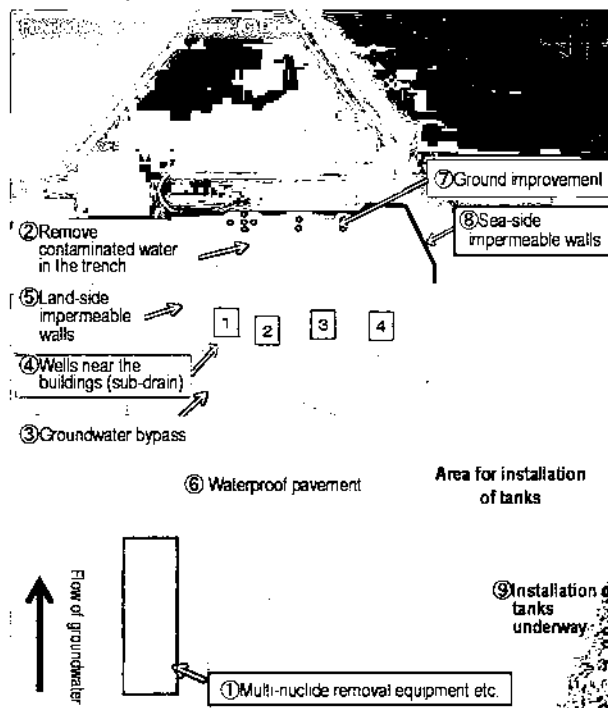 ⑦Ground improvement
②Remove
contaminated water
in the trench
⑧Sea-side
impermeable walls
⑤Land-side
impermeable
walls
1
2
3
4
④Wells near the
buildings (sub-drain)
③Groundwater bypass
⑥ Waterproof pavement
Area for installation
of tanks
Flow of groundwater
⑨Installation
tanks
underway
①Multi-nuclide removal equipment etc.